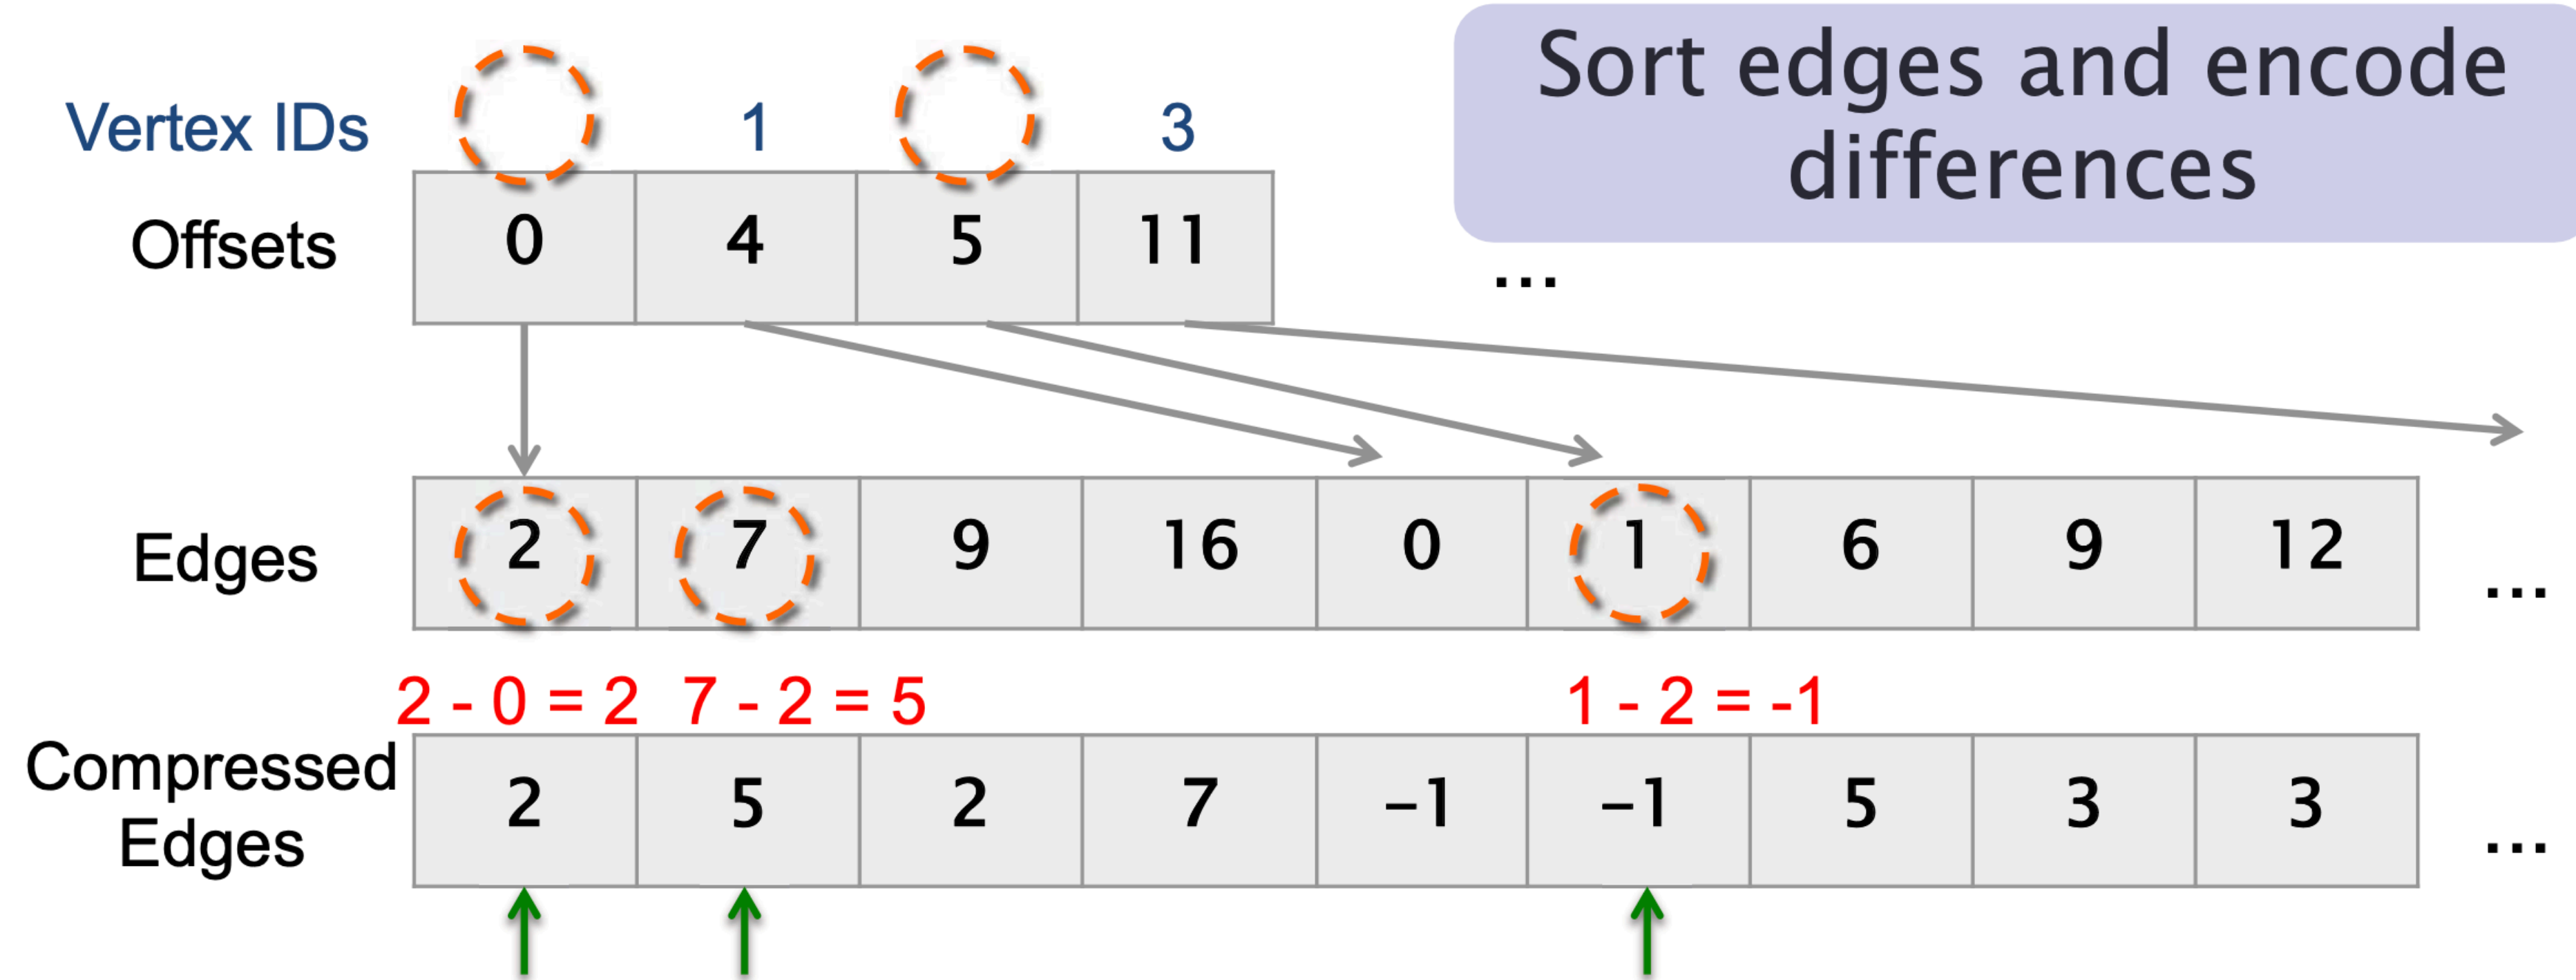 Sort edges and encode
differences
Vertex IDs 1 3
Offsets 0 4 5 11 ...
Edges 2 7 9 16 0 1 6 9 12 ...
2 - 0 = 2 7 - 2 = 5 1 - 2 = -1
Compressed
Edges 2 5 2 7 -1 -1 5 3 3 ...